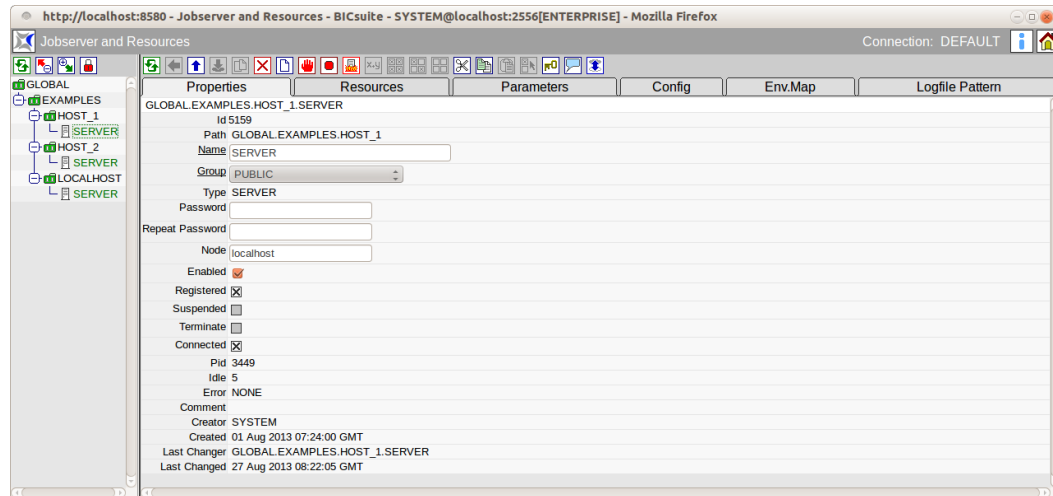 http://localhost:8580 - Jobserver and Resources - BICsuite - SYSTEM@localhost:2556[ENTERPRISE] - Mozilla Firefox
Jobserver and Resources
Connection: DEFAULT
GLOBAL
EXAMPLES
HOST_1
SERVER
HOST_2
SERVER
LOCALHOST
SERVER
Properties Resources Parameters Config Env.Map Logfile Pattern
GLOBAL.EXAMPLES.HOST_1.SERVER
Id 5159
Path GLOBAL.EXAMPLES.HOST_1
Name SERVER
Group PUBLIC
Type SERVER
Password
Repeat Password
Node localhost
Enabled
Registered
Suspended
Terminate
Connected
Pid 3449
Idle 5
Error NONE
Comment
Creator SYSTEM
Created 01 Aug 2013 07:24:00 GMT
Last Changer GLOBAL.EXAMPLES.HOST_1.SERVER
Last Changed 27 Aug 2013 08:22:05 GMT